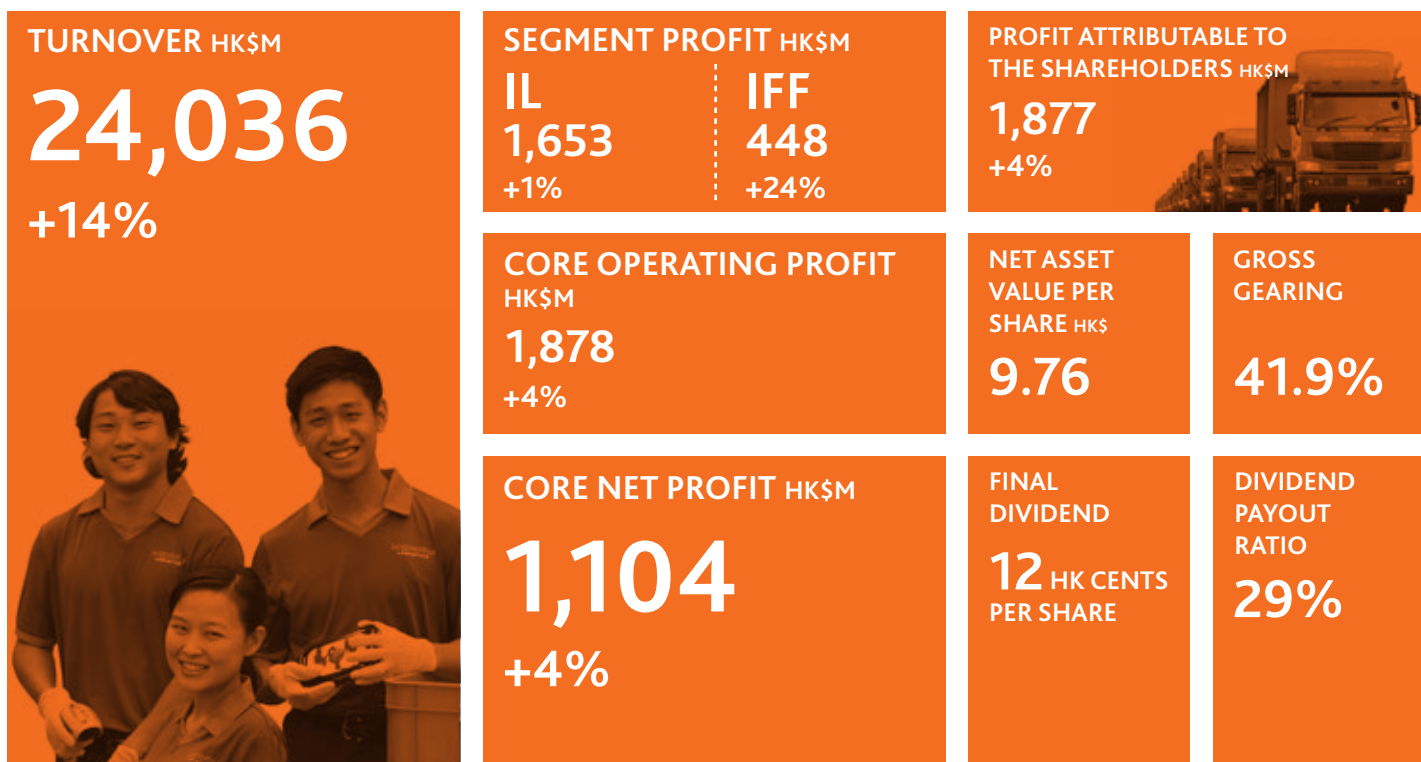 TURNOVER HK$M
24,036
+14%
SEGMENT PROFIT HK$M
IL
1,653
+1%
IFF
448
+24%
PROFIT ATTRIBUTABLE TO
THE SHAREHOLDERS HK$M
1,877
+4%
CORE OPERATING PROFIT
HK$M
1,878
+4%
NET ASSET
VALUE PER
SHARE HK$
9.76
GROSS
GEARING
41.9%
CORE NET PROFIT HK$M
1,104
+4%
FINAL
DIVIDEND
12 HK CENTS
PER SHARE
DIVIDEND
PAYOUT
RATIO
29%